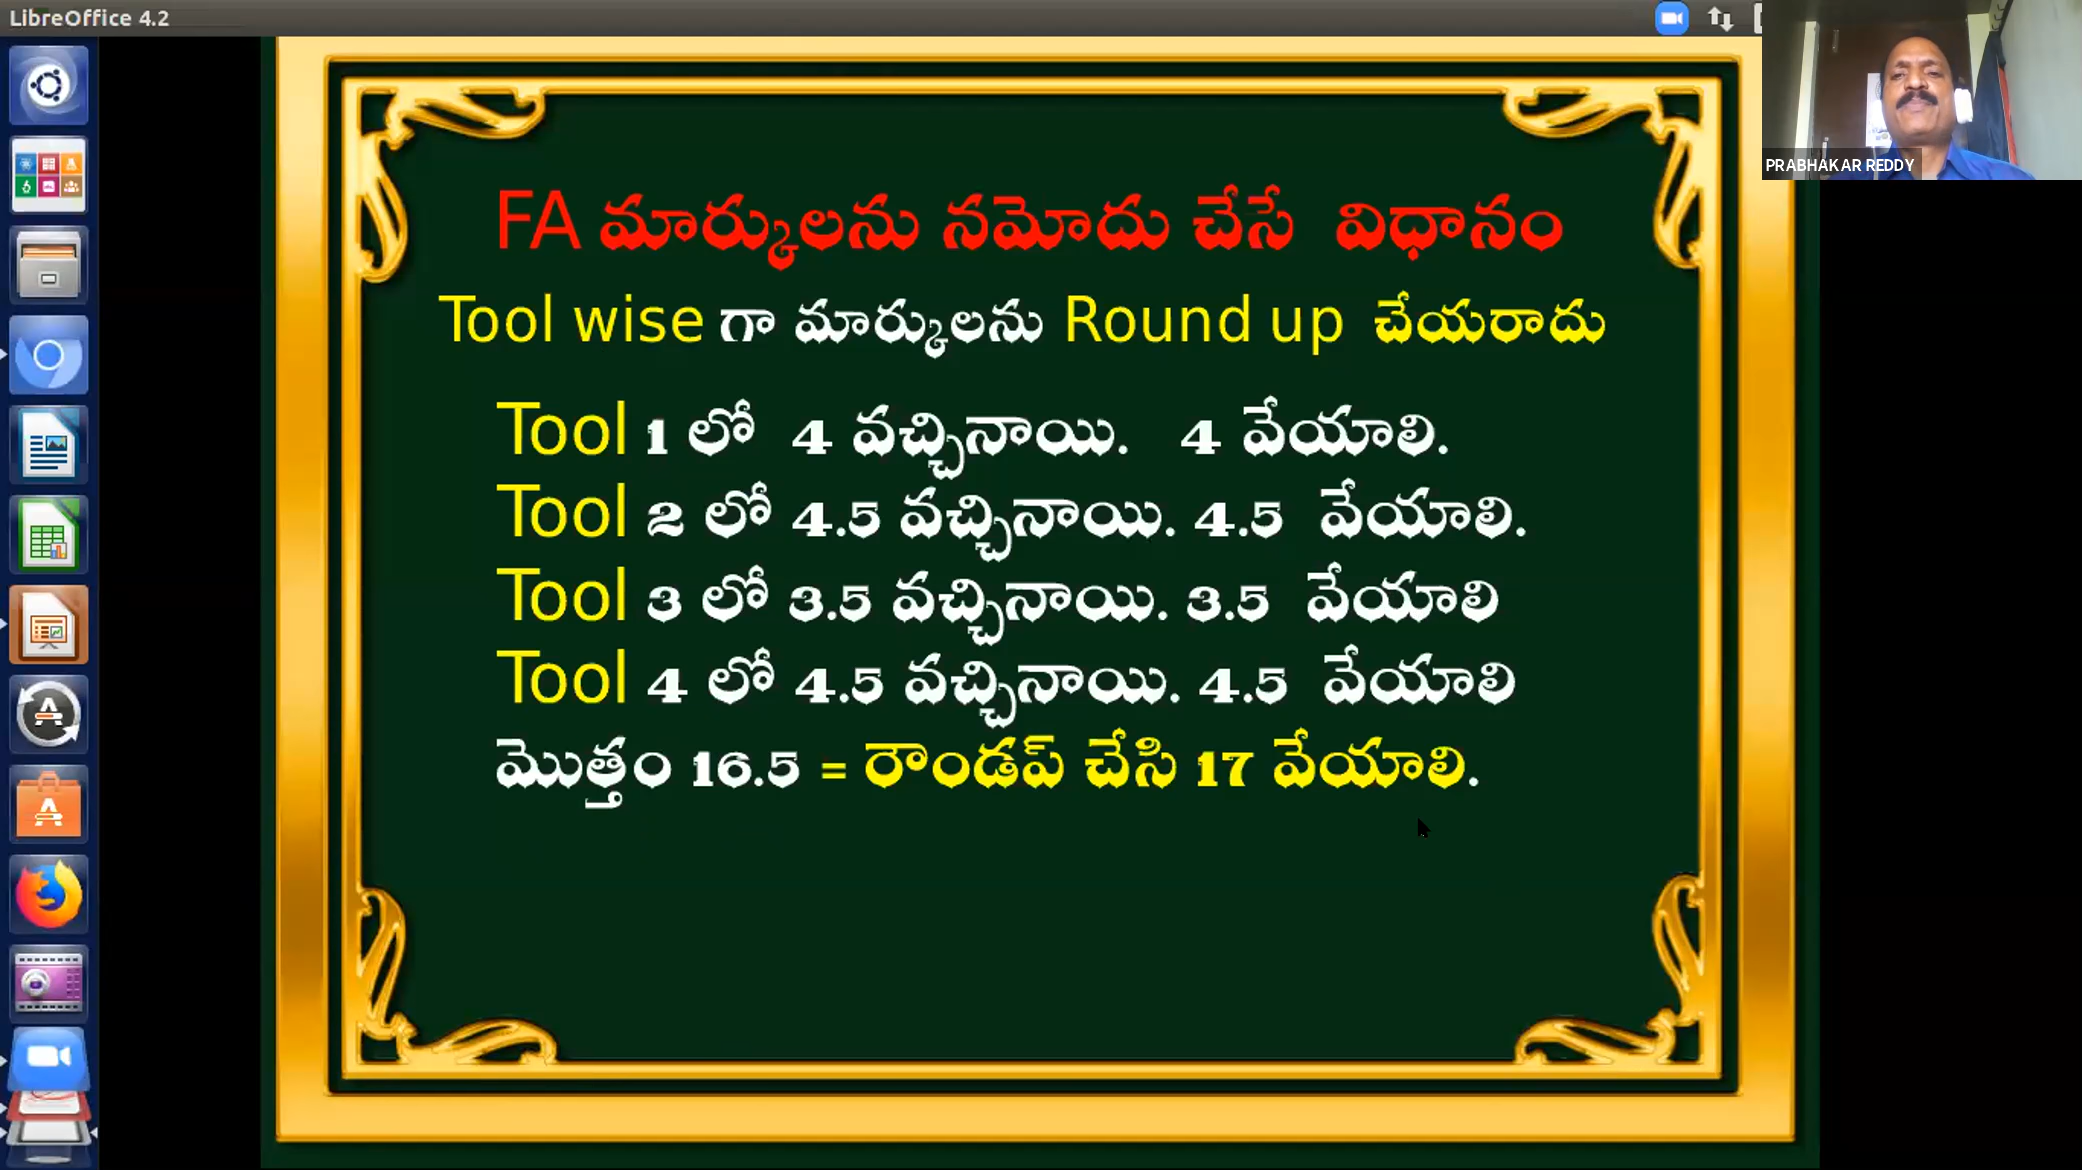 LibreOffice 4.2
PRABHAKAR REDDY
FA మార్కులను నమోదు చేసే విధానం
Tool wise గా మార్కులను Round up చేయరాదు
Tool 1 లో 4 వచ్చినాయి. 4 వేయాలి.
Tool 2 లో 4.5 వచ్చినాయి. 4.5 వేయాలి.
Tool 3 లో 3.5 వచ్చినాయి. 3.5 వేయాలి
Tool 4 లో 4.5 వచ్చినాయి. 4.5 వేయాలి
మొత్తం 16.5 = రౌండప్ చేసి 17 వేయాలి.